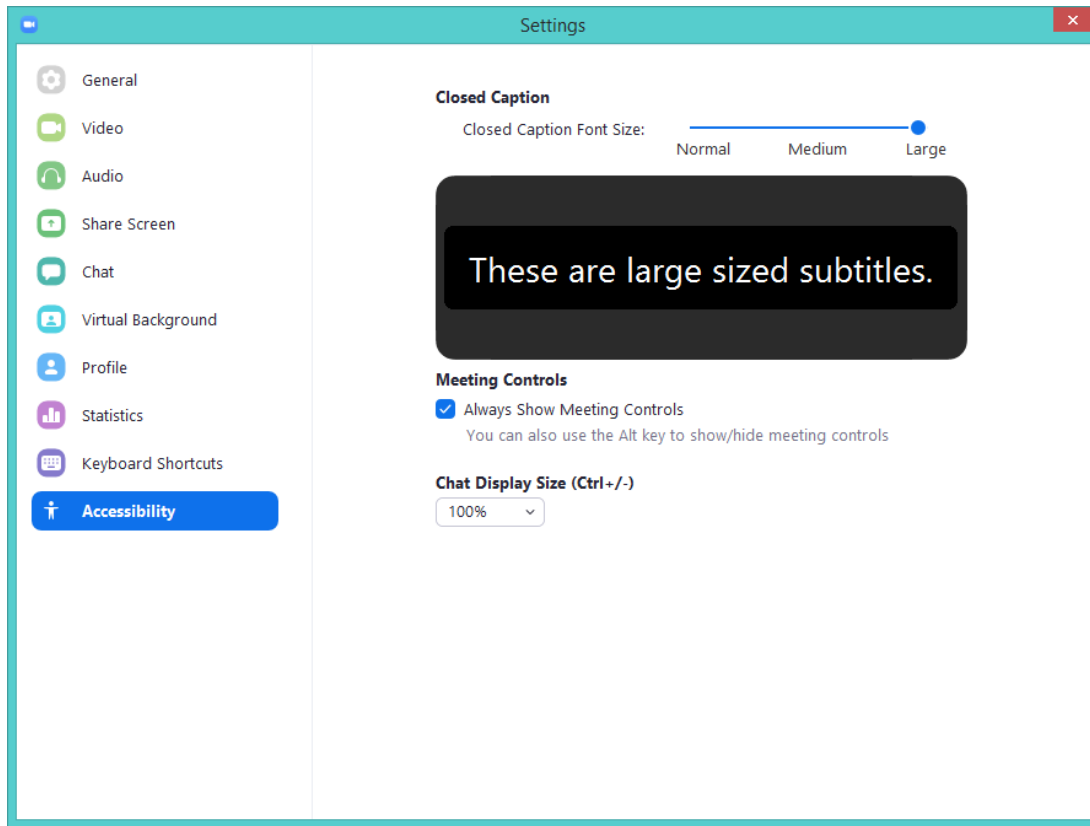 Settings
General
Video
Audio
Share Screen
Chat
Virtual Background
Profile
Statistics
Keyboard Shortcuts
Accessibility
Closed Caption
Closed Caption Font Size:
Normal Medium Large
These are large sized subtitles.
Meeting Controls
Always Show Meeting Controls
You can also use the Alt key to show/hide meeting controls
Chat Display Size (Ctrl+/-)
100%